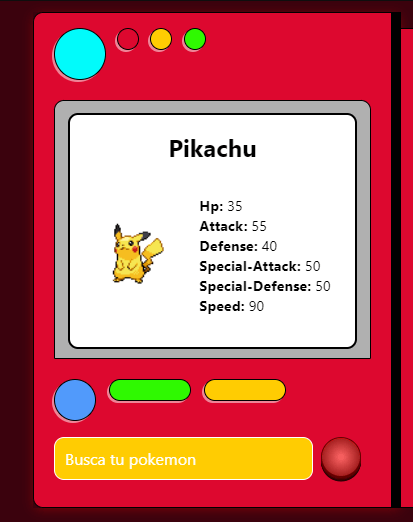 Pikachu
Hp: 35
Attack: 55
Defense: 40
Special-Attack: 50
Special-Defense: 50
Speed: 90
Busca tu pokemon